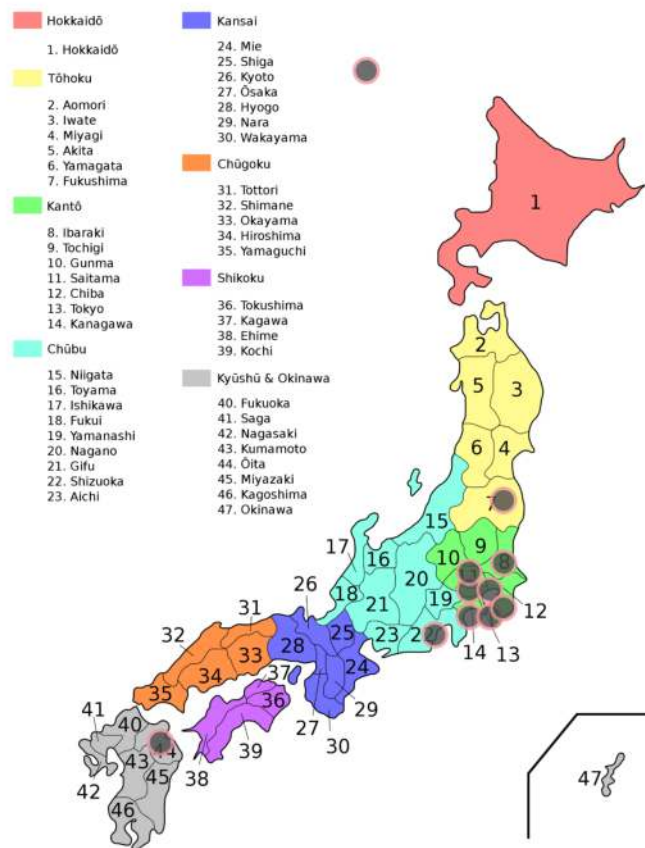 Hokkaidō
1. Hokkaidō
Tōhoku
2. Aomori
3. Iwate
4. Miyagi
5. Akita
6. Yamagata
7. Fukushima
Kantō
8. Ibaraki
9. Tochigi
10. Gunma
11. Saitama
12. Chiba
13. Tokyo
14. Kanagawa
Chūbu
15. Niigata
16. Toyama
17. Ishikawa
18. Fukui
19. Yamanashi
20. Nagano
21. Gifu
22. Shizuoka
23. Aichi
Kansai
24. Mie
25. Shiga
26. Kyoto
27. Ōsaka
28. Hyogo
29. Nara
30. Wakayama
Chūgoku
31. Tottori
32. Shimane
33. Okayama
34. Hiroshima
35. Yamaguchi
Shikoku
36. Tokushima
37. Kagawa
38. Ehime
39. Kochi
Kyūshū & Okinawa
40. Fukuoka
41. Saga
42. Nagasaki
43. Kumamoto
44. Ōita
45. Miyazaki
46. Kagoshima
47. Okinawa
1
2
5
3
6
4
7
15
9
17
16
10
8
20
18
19
12
26
21
31
25
23
14
13
32
28
33
24
34
37
29
35
36
27
41
40
30
39
43
44
38
45
42
46
47